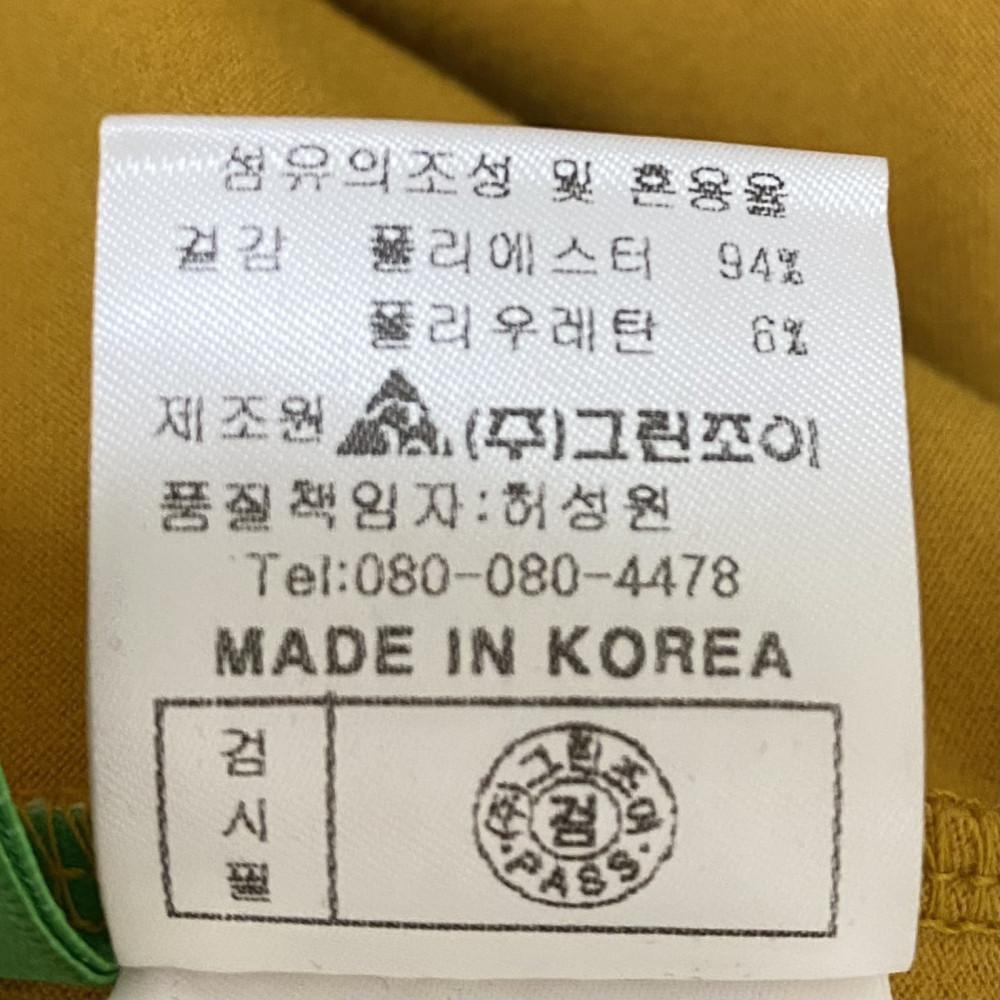 섬유의조성 및 혼용율
겉감 폴리에스터 94%
폴리우레탄 6%
제조원 (주)그린조이
품질책임자:허성원
Tel:080-080-4478
MADE IN KOREA
검시필
(주)그린조이
검
PASS